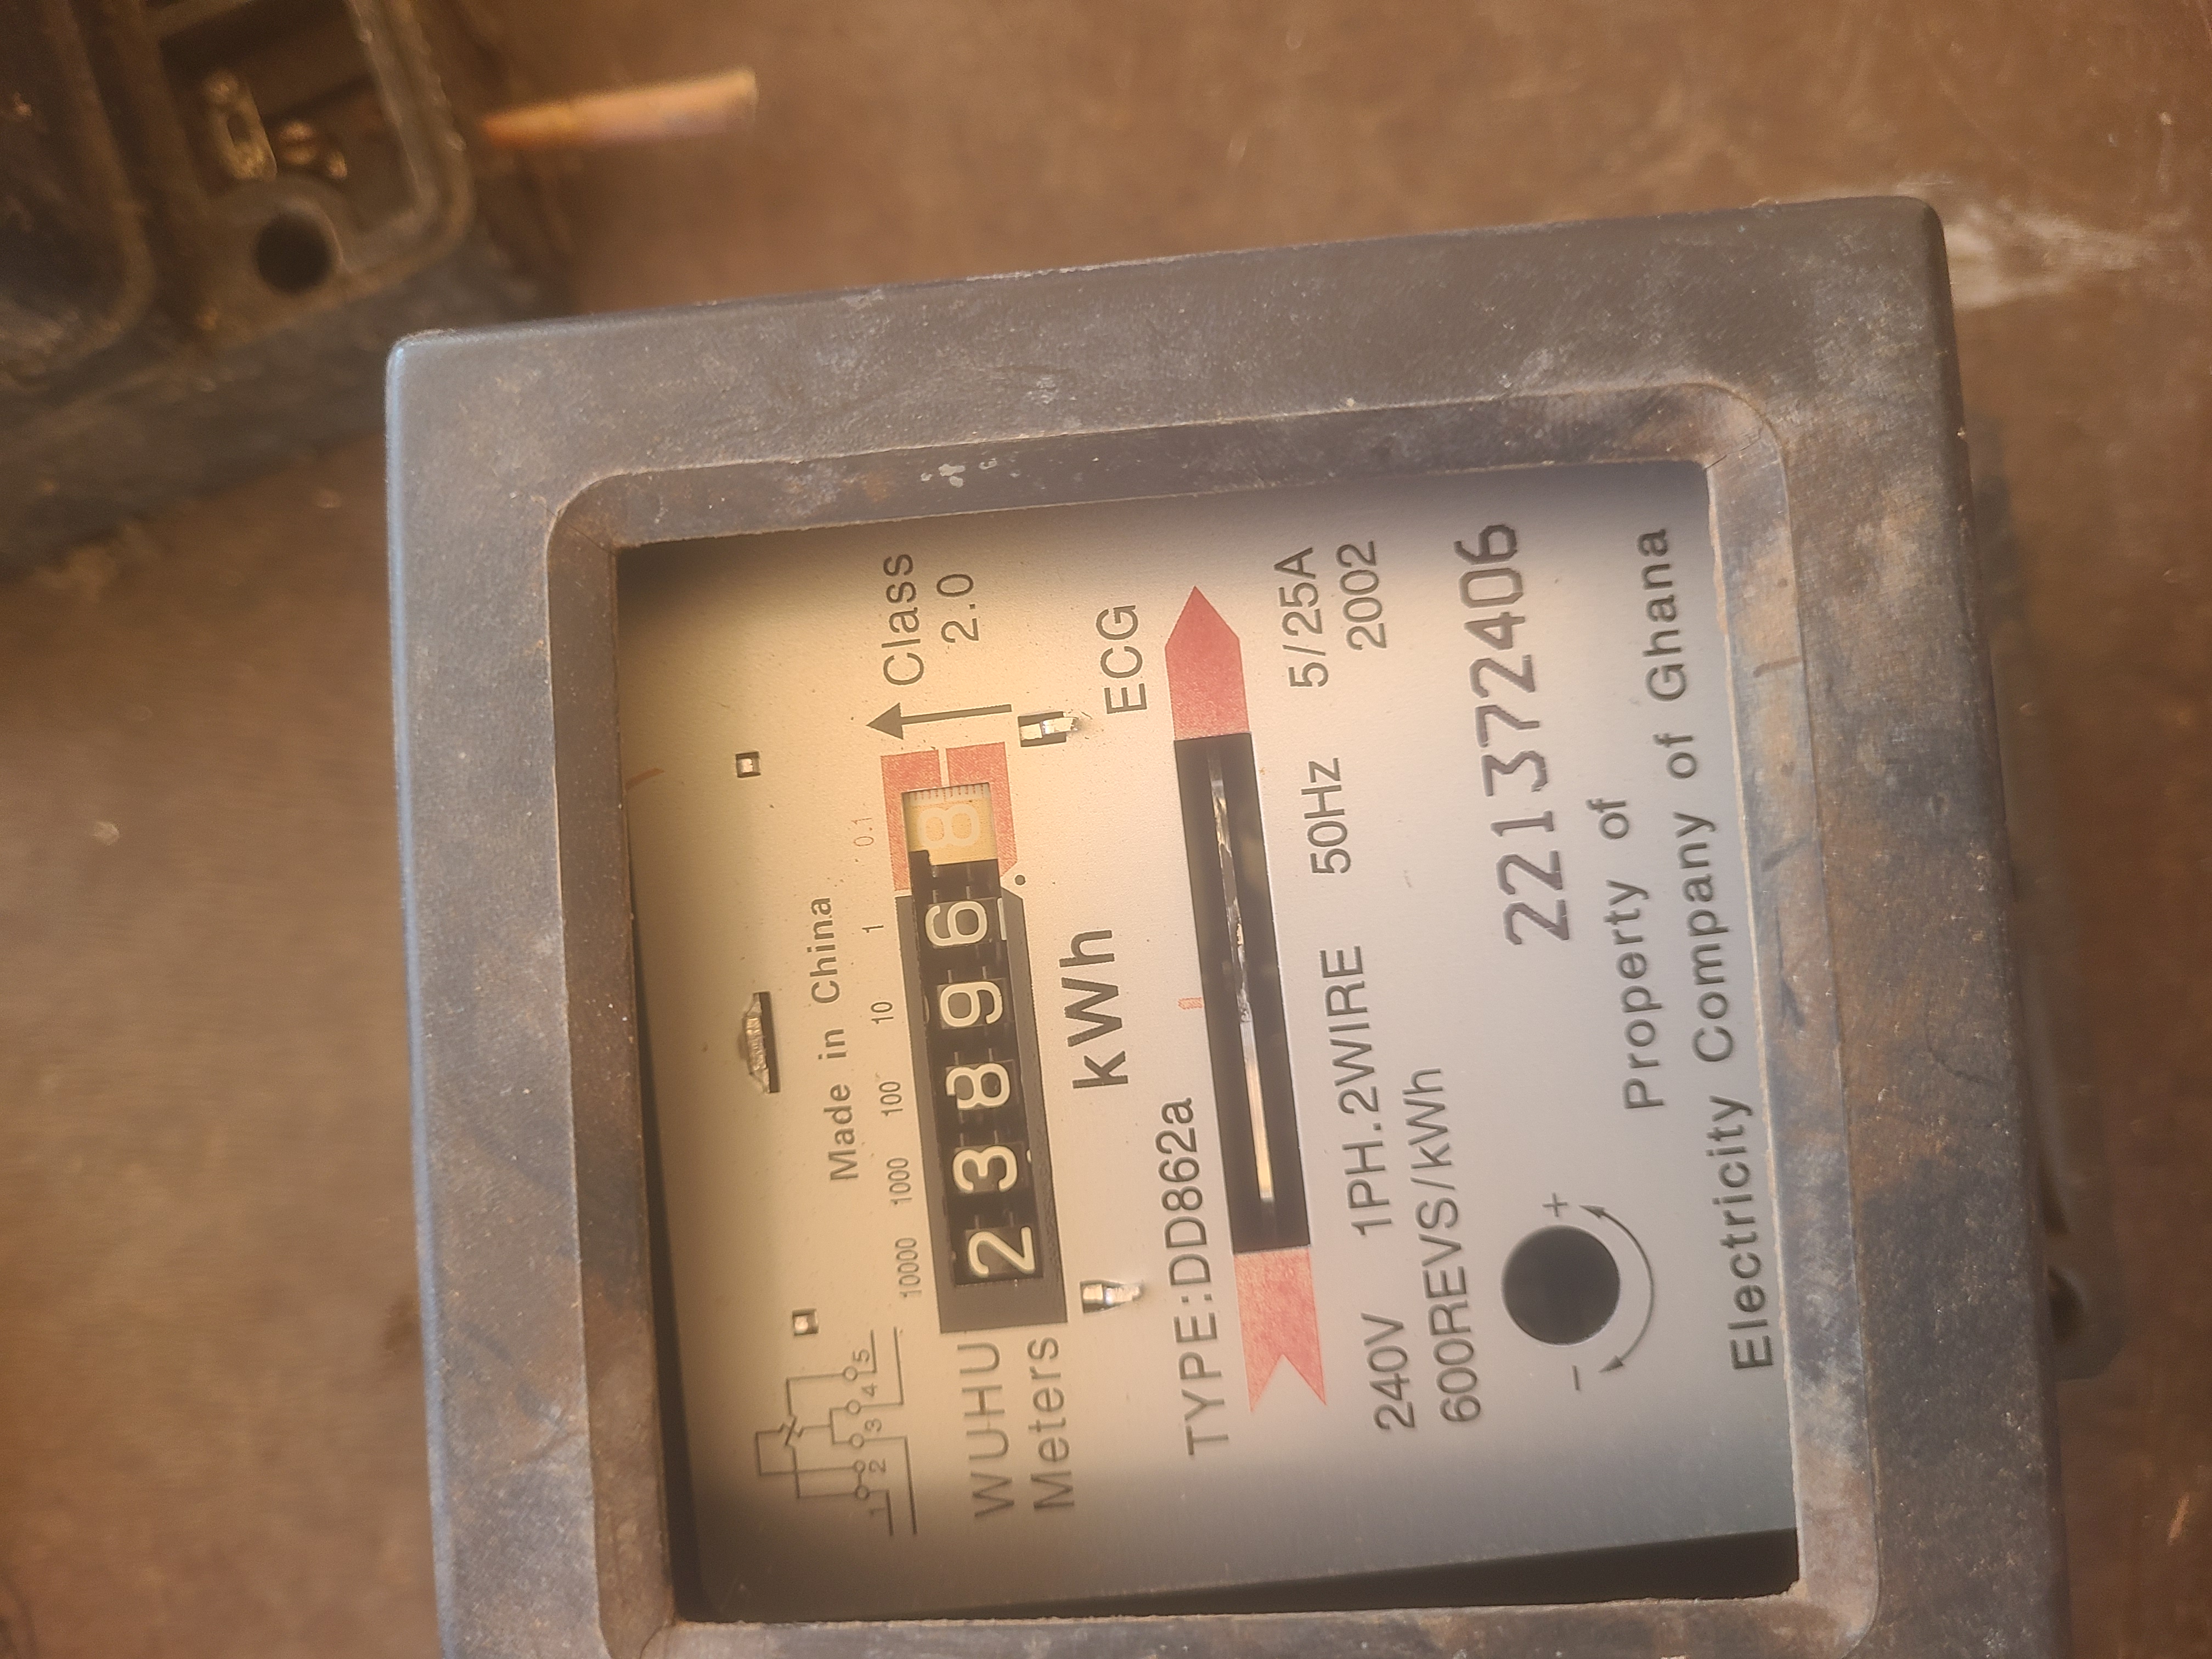 1 2 3 4 5
Made in China
10000 1000 100 10 1 0.1
WUHU
Meters
23896 8
Class
2.0
kWh
ECG
TYPE:DD862a
240V 1PH.2WIRE 50Hz 5/25A
600REVS/kWh 2002
- +
221372406
Property of
Electricity Company of Ghana